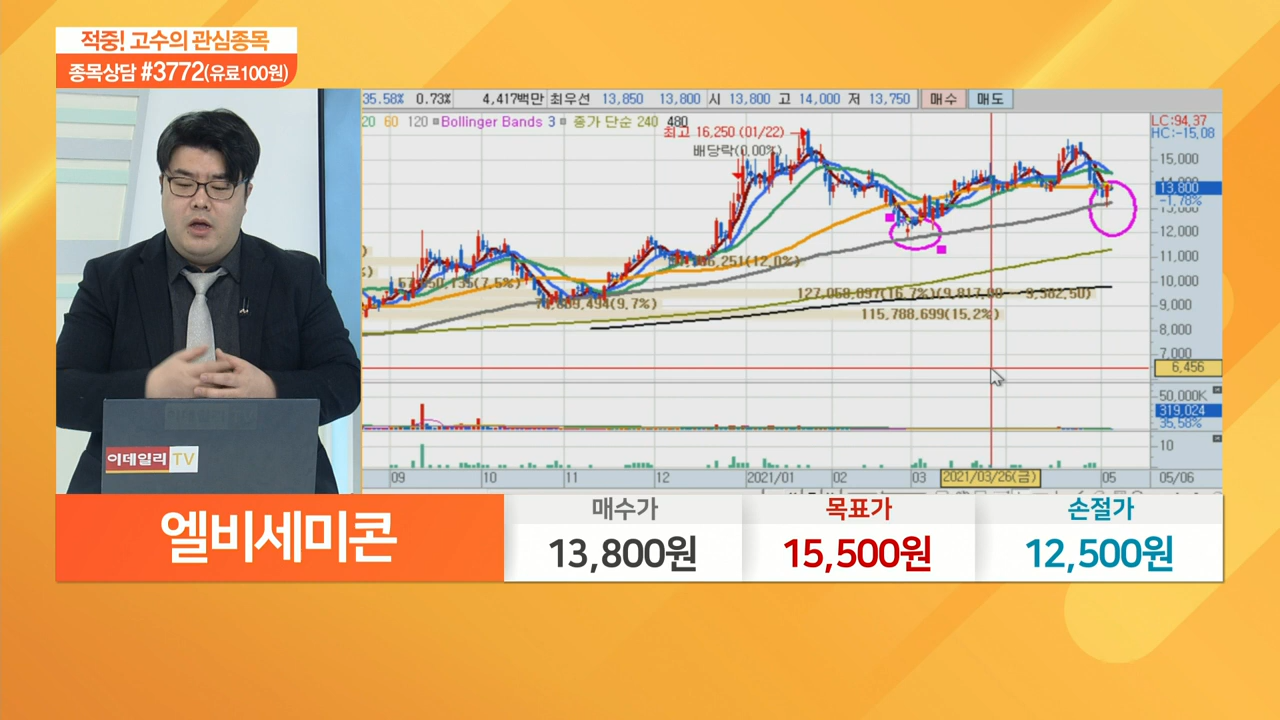 적중! 고수의 관심종목
종목상담 #3772(유료100원)
35.58% 0.73% 4,417백만 최우선 13,850 13,800 시 13,800 고 14,000 저 13,750 매수 매도
20 60 120 Bollinger Bands 3 종가 단순 240 480
LC:94.37
HC:-15.08
최고 16,250 (01/22)
배당락(0.00%)
15,000
13,800
-1.78%
12,000
11,000
10,000
9,000
8,000
7,000
6,456
251(12.0%)
494(9.7%)
115,788,699(15.2%)
50,000K
319,024
35.58%
10
09 10 11 12 2021/01 02 03 2021/03/26(금) 05 05/06
이데일리 TV
엘비세미콘
매수가 목표가 손절가
13,800원 15,500원 12,500원